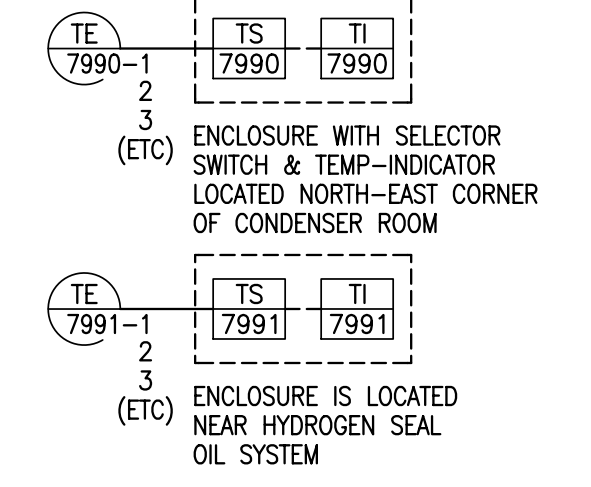 TE TS TI
7990-1 7990 7990
2
3
(ETC)
ENCLOSURE WITH SELECTOR
SWITCH & TEMP-INDICATOR
LOCATED NORTH-EAST CORNER
OF CONDENSER ROOM
TE TS TI
7991-1 7991 7991
2
3
(ETC)
ENCLOSURE IS LOCATED
NEAR HYDROGEN SEAL
OIL SYSTEM